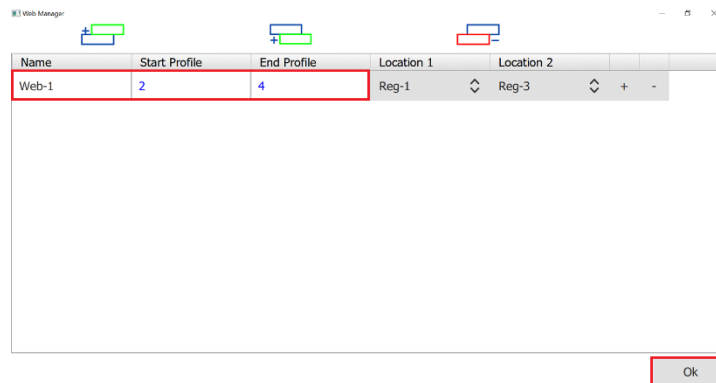 Web Manager
Name Start Profile End Profile Location 1 Location 2
Web-1 2 4 Reg-1 Reg-3 + -
Ok